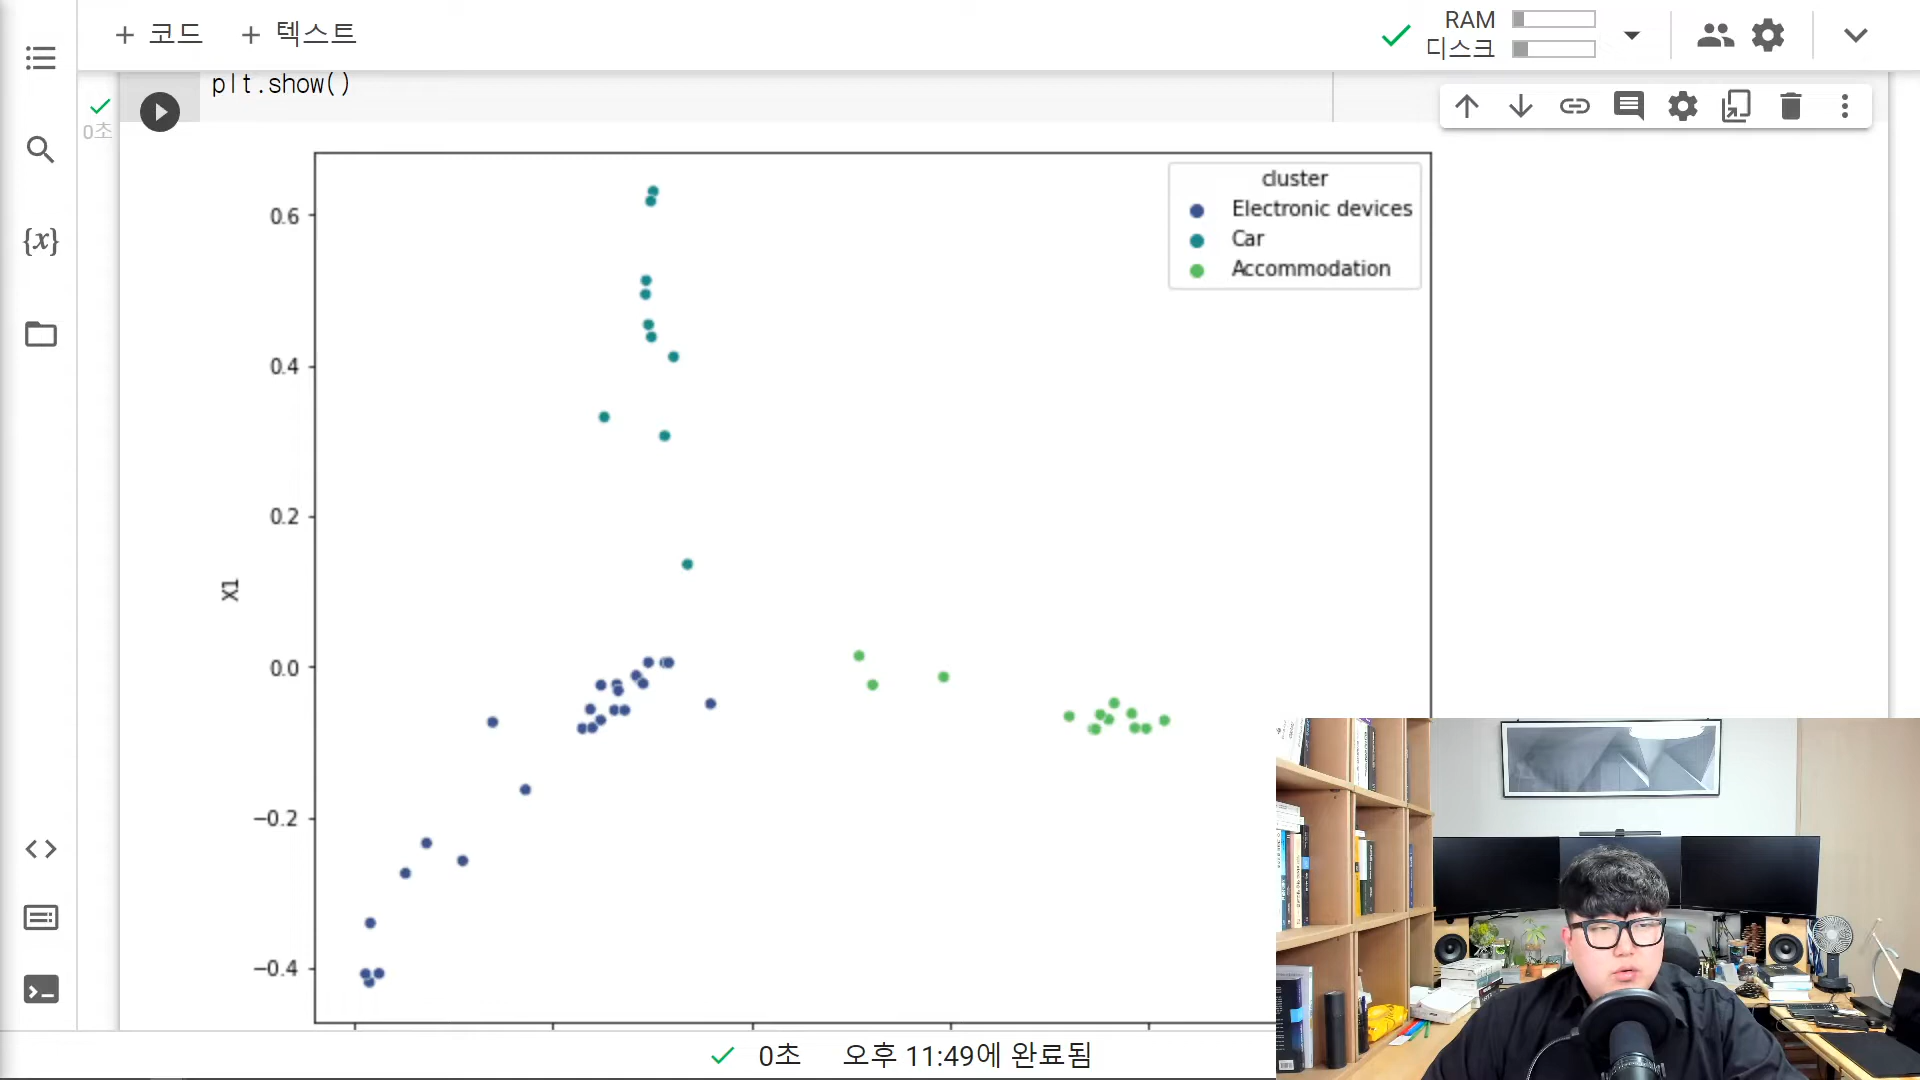 + 코드 + 텍스트
RAM
디스크
plt.show()
0초
{x}
cluster
Electronic devices
Car
Accommodation
0.6
0.4
0.2
0.0
−0.2
−0.4
X1
0초 오후 11:49에 완료됨